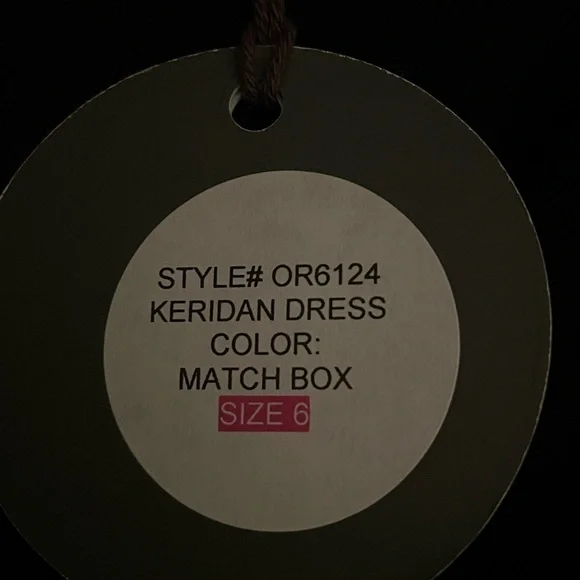 STYLE# OR6124
KERIDAN DRESS
COLOR:
MATCH BOX
SIZE 6